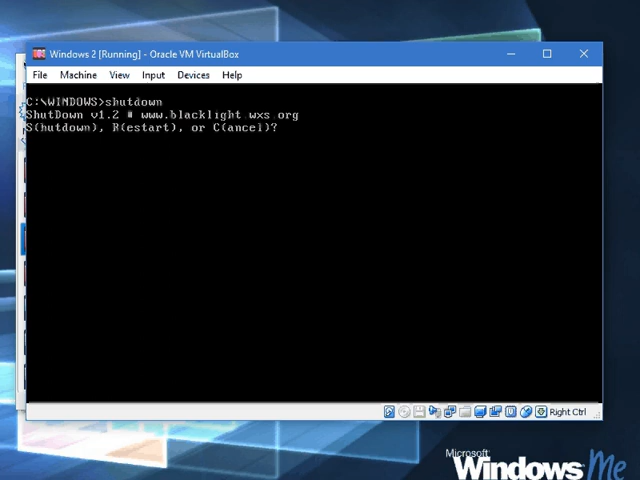 Windows 2 [Running] - Oracle VM VirtualBox
File Machine View Input Devices Help
C:\WINDOWS>shutdown
ShutDown v1.2 # www.blacklight.wxs.org
S(hutdown), R(estart), or C(ancel)?
Right Ctrl
Microsoft
Windows Me